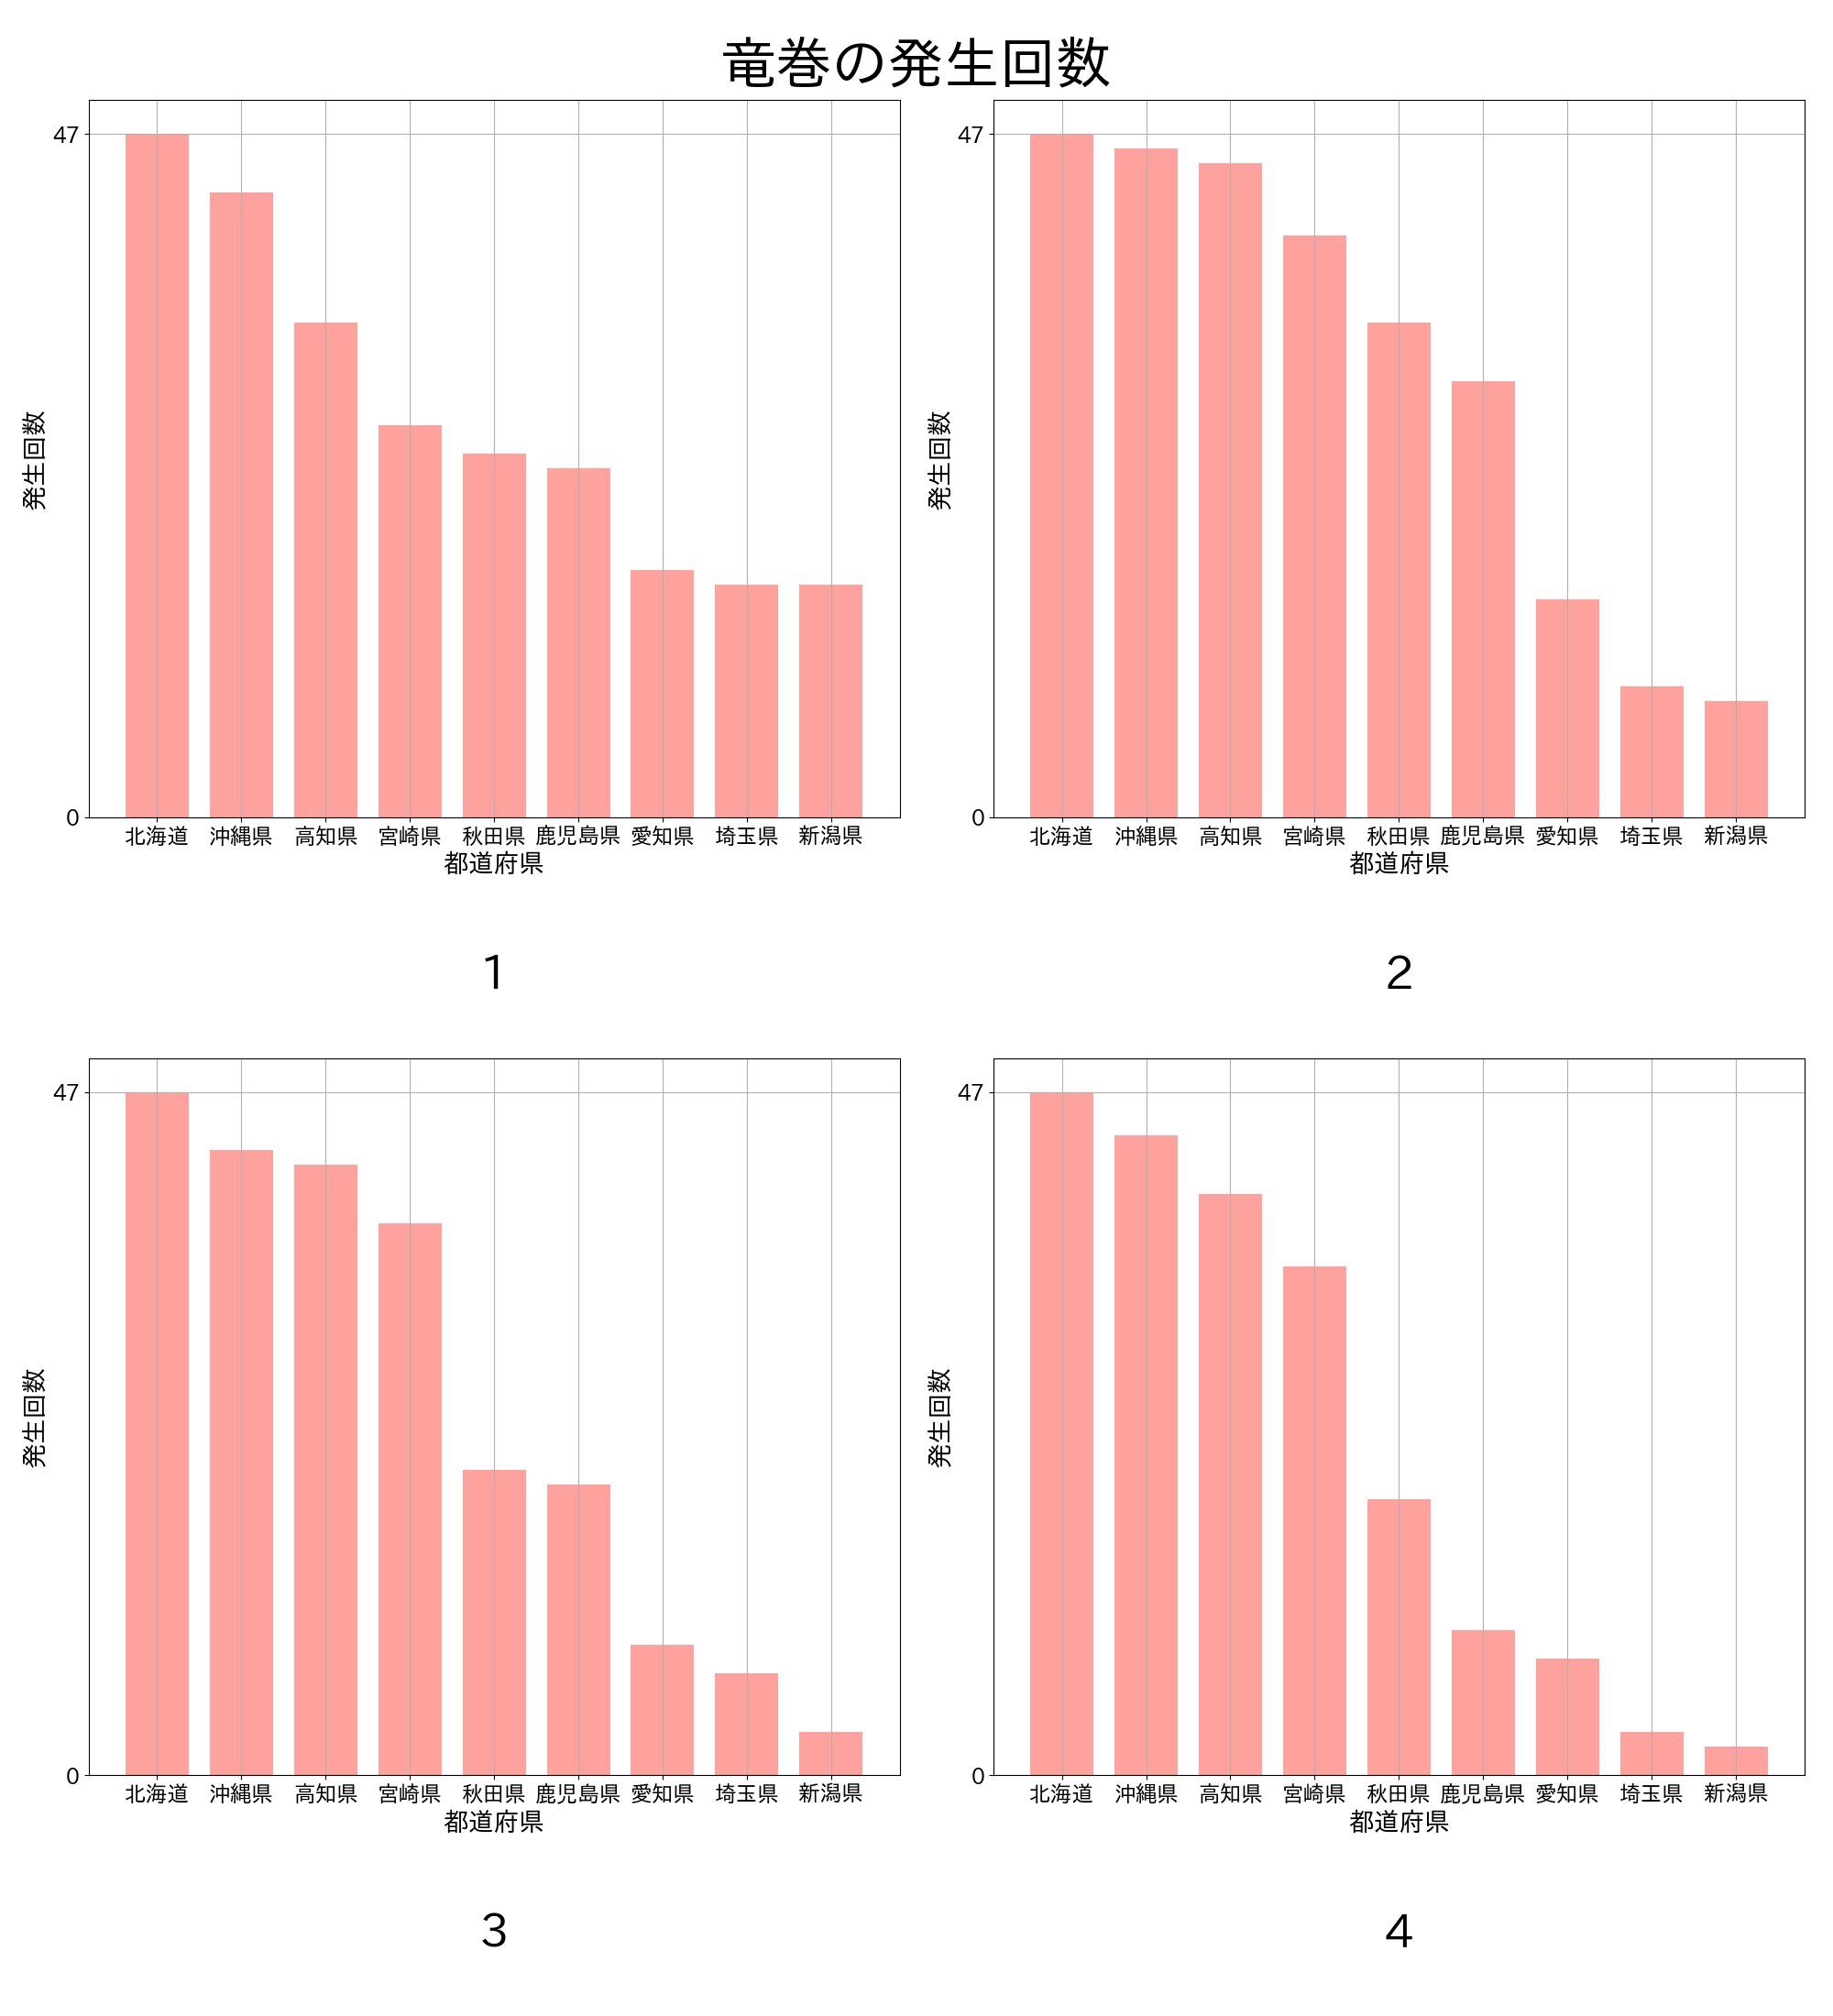 竜巻の発生回数
47
0
発生回数
北海道 沖縄県 高知県 宮崎県 秋田県 鹿児島県 愛知県 埼玉県 新潟県
都道府県
1
47
0
発生回数
北海道 沖縄県 高知県 宮崎県 秋田県 鹿児島県 愛知県 埼玉県 新潟県
都道府県
2
47
0
発生回数
北海道 沖縄県 高知県 宮崎県 秋田県 鹿児島県 愛知県 埼玉県 新潟県
都道府県
3
47
0
発生回数
北海道 沖縄県 高知県 宮崎県 秋田県 鹿児島県 愛知県 埼玉県 新潟県
都道府県
4